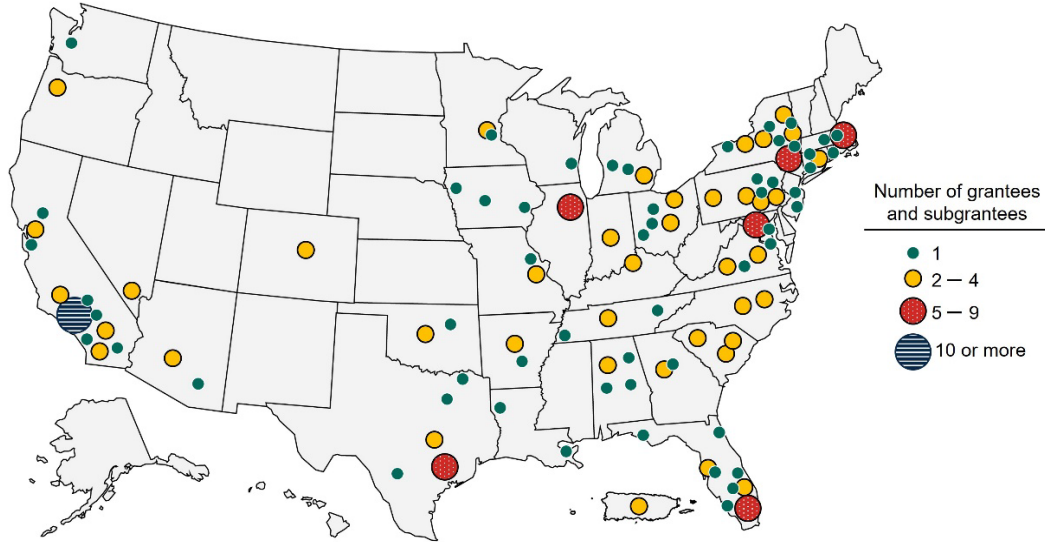 Number of grantees
and subgrantees
1
2 — 4
5 — 9
10 or more